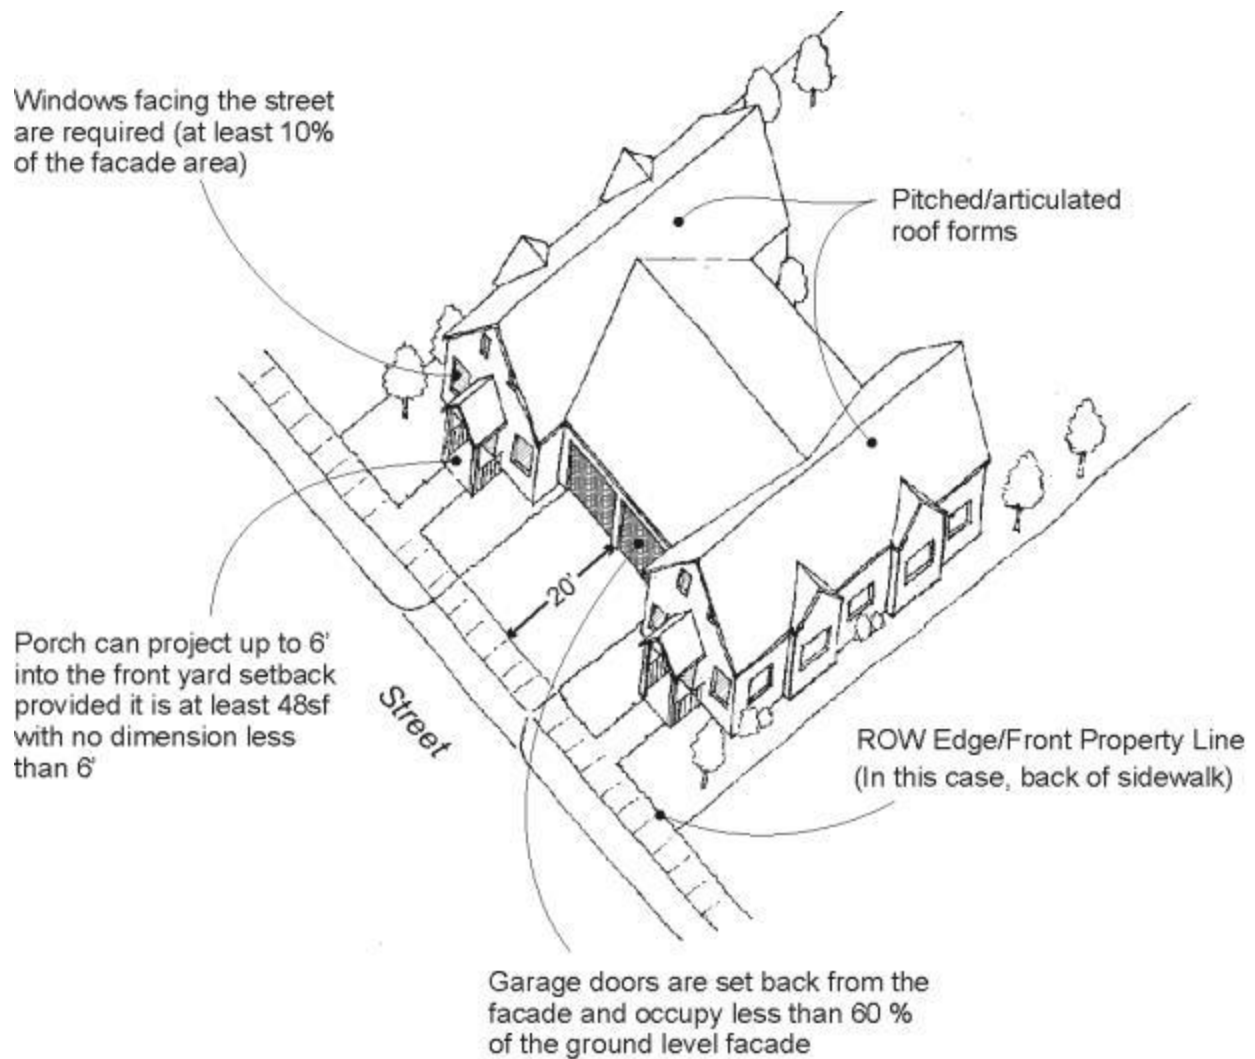 Windows facing the street
are required (at least 10%
of the facade area)
Pitched/articulated
roof forms
20'
Porch can project up to 6'
into the front yard setback
provided it is at least 48sf
with no dimension less
than 6'
Street
ROW Edge/Front Property Line
(In this case, back of sidewalk)
Garage doors are set back from the
facade and occupy less than 60 %
of the ground level facade